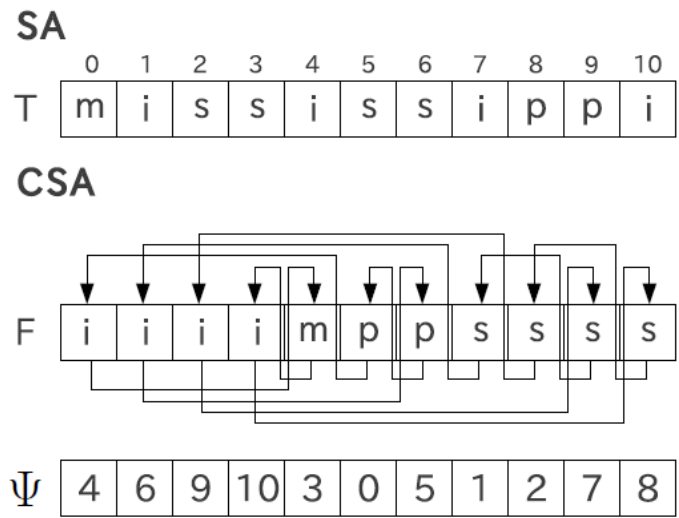 SA
0 1 2 3 4 5 6 7 8 9 10
T m i s s i s s i p p i
CSA
F i i i i m p p s s s s
Ψ 4 6 9 10 3 0 5 1 2 7 8